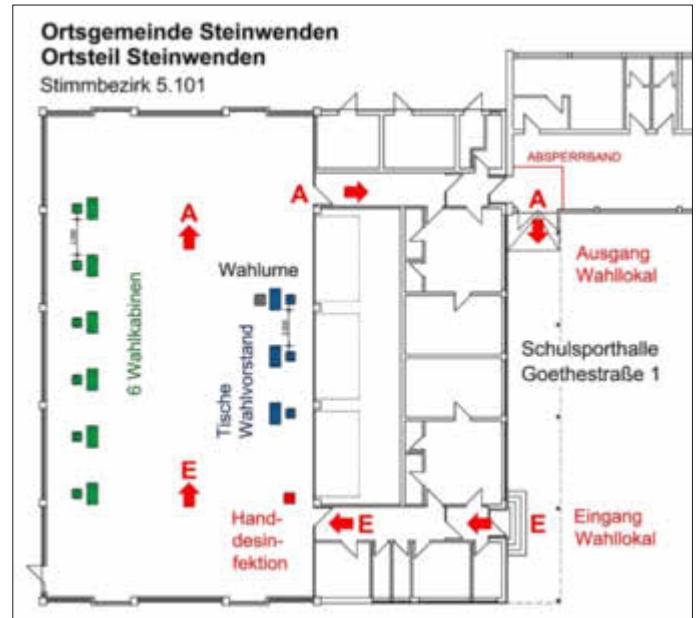 Ortsgemeinde Steinwenden
Ortsteil Steinwenden
Stimmbezirk 5.101
ABSPERRBAND
A
A
A
Ausgang
Wahllokal
Wahlurne
6 Wahlkabinen
Tische
Wahlvorstand
Schulsporthalle
Goethestraße 1
E
Hand-
desin-
fektion
E
E
Eingang
Wahllokal